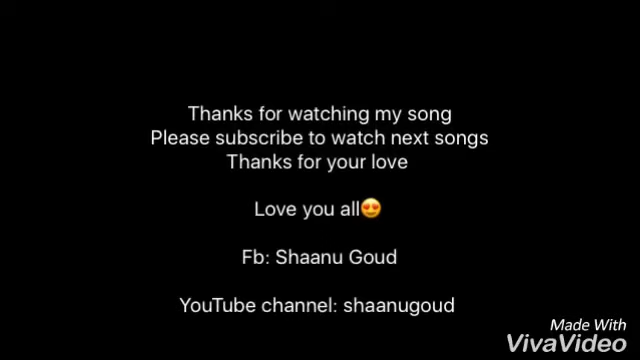 Thanks for watching my song
Please subscribe to watch next songs
Thanks for your love
Love you all😍
Fb: Shaanu Goud
YouTube channel: shaanugoud
Made With
VivaVideo